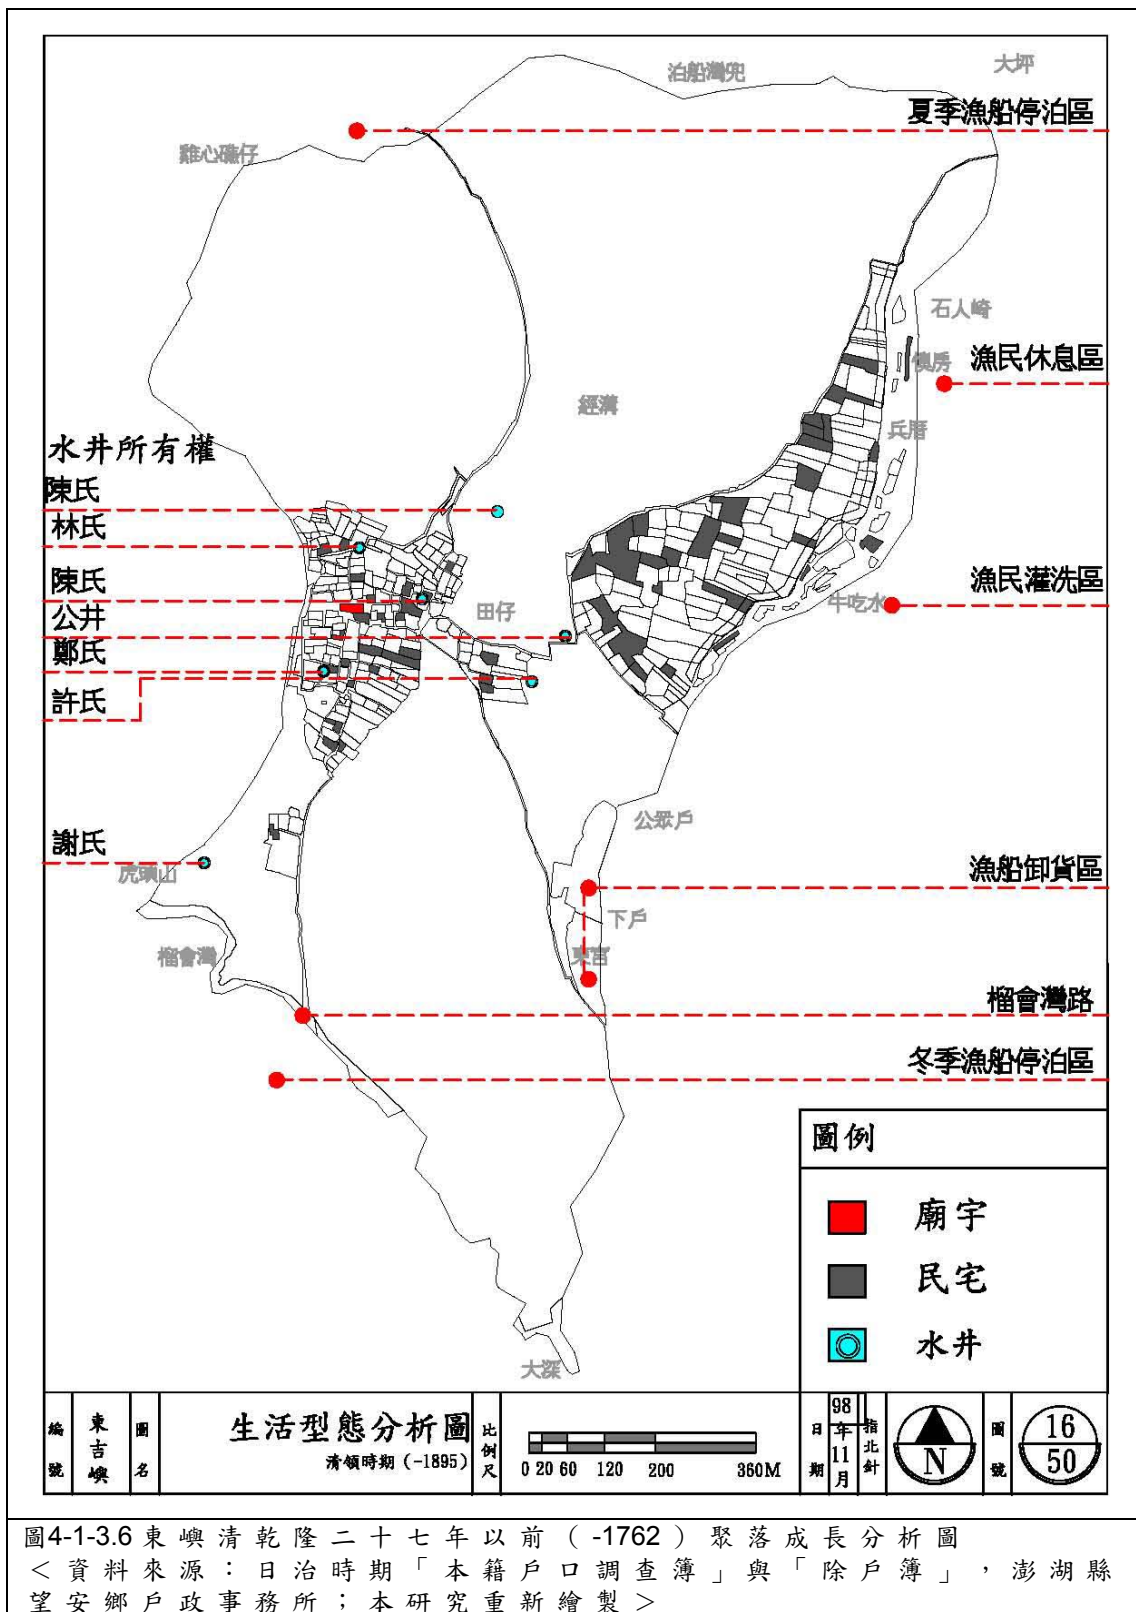 泊船灣兜
大坪
夏季漁船停泊區
雞心礁仔
石人崎
漁民休息區
經溝
兵厝
水井所有權
陳氏
林氏
陳氏
漁民灌洗區
牛吃水
田仔
公井
鄭氏
許氏
公眾戶
謝氏
虎頭山
漁船卸貨區
下戶
東宮
榴會灣
榴會灣路
冬季漁船停泊區
圖例
廟宇
民宅
水井
大深
編號
東吉嶼
圖名
生活型態分析圖
清領時期 (-1895)
比例尺
0 20 60 120 200 360M
日期
98年11月
指北針
N
圖號
16
50
圖4-1-3.6東嶼清乾隆二十七年以前(-1762)聚落成長分析圖
<資料來源:日治時期「本籍戶口調查簿」與「除戶簿」,澎湖縣
望安鄉戶政事務所;本研究重新繪製>